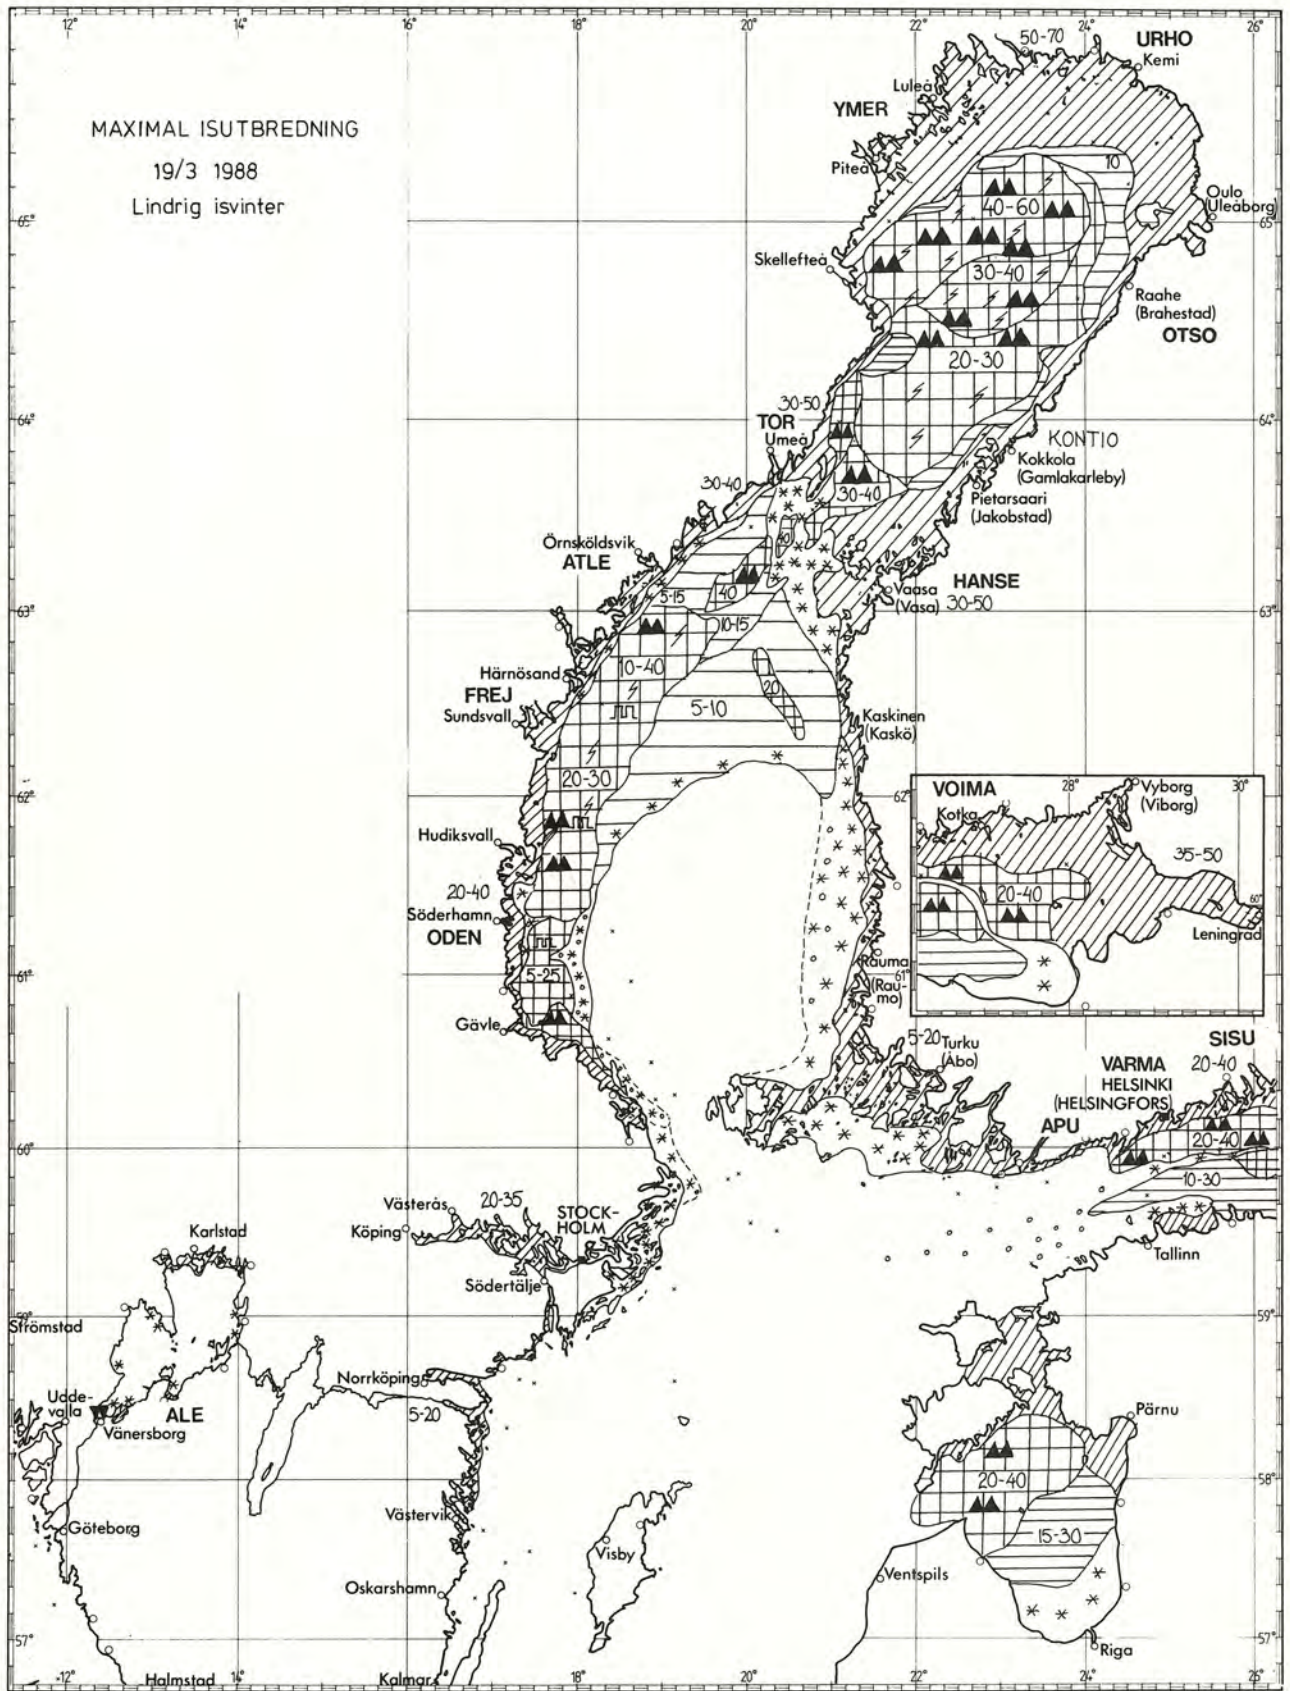 12° 14° 16° 18° 20° 22° 24° 26°
MAXIMAL ISUTBREDNING
19/3 1988
Lindrig isvinter
50-70
URHO
Kemi
Luleå
YMER
Piteå
10
65°
40-60
Oulo
(Uleåborg)
Skellefteå
30-40
Raahe
(Brahestad)
OTSO
20-30
64°
30-50
TOR
Umeå
KONTIO
Kokkola
(Gamlakarleby)
30-40
30-40
Pietarsaari
(Jakobstad)
Örnsköldsvik
ATLE
HANSE
Vaasa
(Vasa)
30-50
63°
5-15
40
10-15
10-40
Härnösand
FREJ
Sundsvall
20
5-10
Kaskinen
(Kaskö)
62°
20-30
62°
Hudiksvall
20-40
Söderhamn
ODEN
61°
5-25
Gävle
Rauma
61°
(Rau-
mo)
VOIMA
28°
30°
Vyborg
(Viborg)
Kotka
35-50
20-40
60°
Leningrad
5-20
Turku
(Åbo)
SISU
VARMA
20-40
HELSINKI
(HELSINGFORS)
APU
20-40
60°
10-30
Tallinn
Västerås
20-35
STOCK-
HOLM
Köping
Karlstad
Södertälje
59°
59°
Strömstad
Norrköping
5-20
Udde-
valla
ALE
Vänersborg
Pärnu
20-40
58°
15-30
Göteborg
Västervik
Visby
Ventspils
Oskarshamn
57°
57°
Riga
12° Halmstad 14° Kalmar 16° 18° 20° 22° 24° 26°